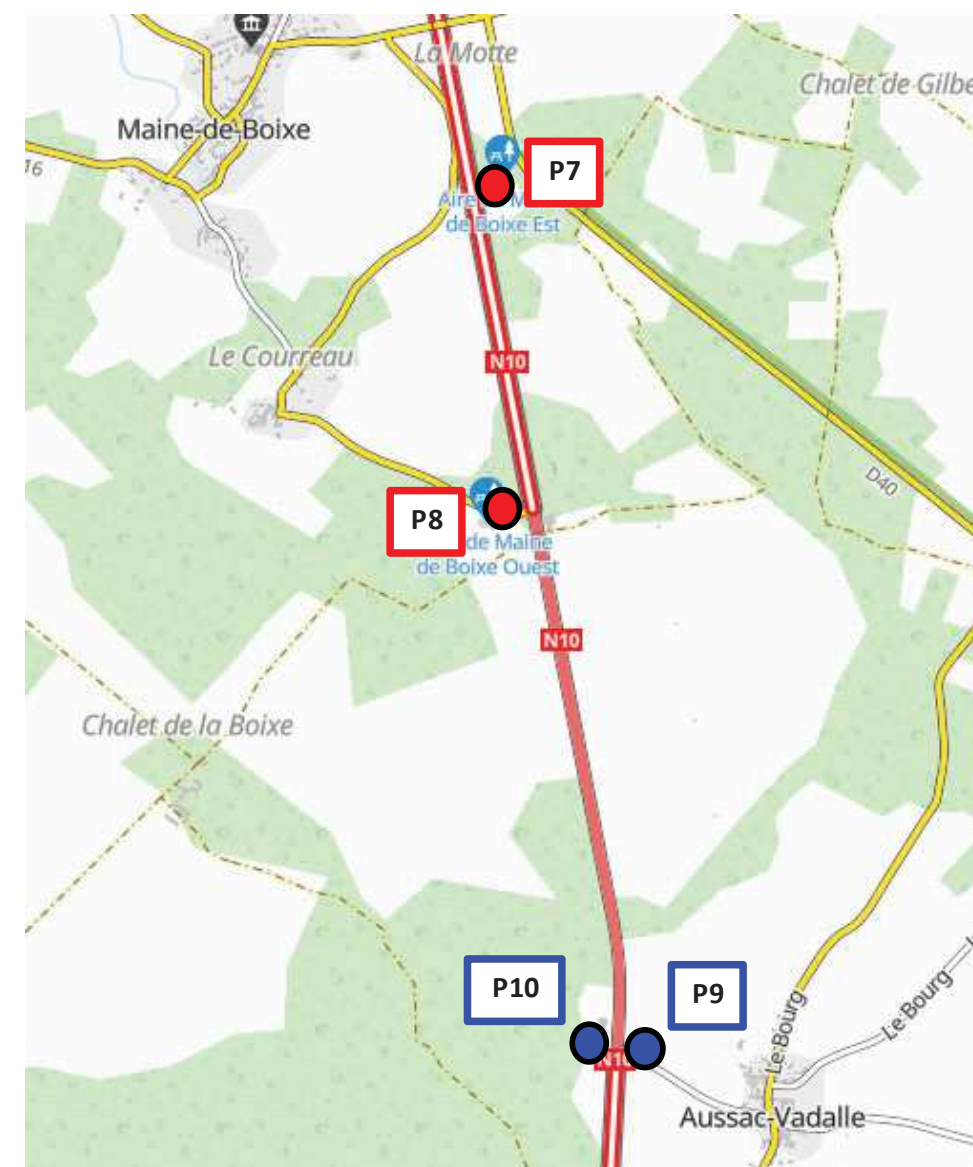 La Motte
Chalet de Gilbe
Maine-de-Boixe
16
P7
Aire
de Boixe Est
Le Courreau
N10
D40
P8
de Maine
de Boixe Ouest
N10
Chalet de la Boixe
P10
P9
Le Bourg
Le Bourg
N10
Aussac-Vadalle